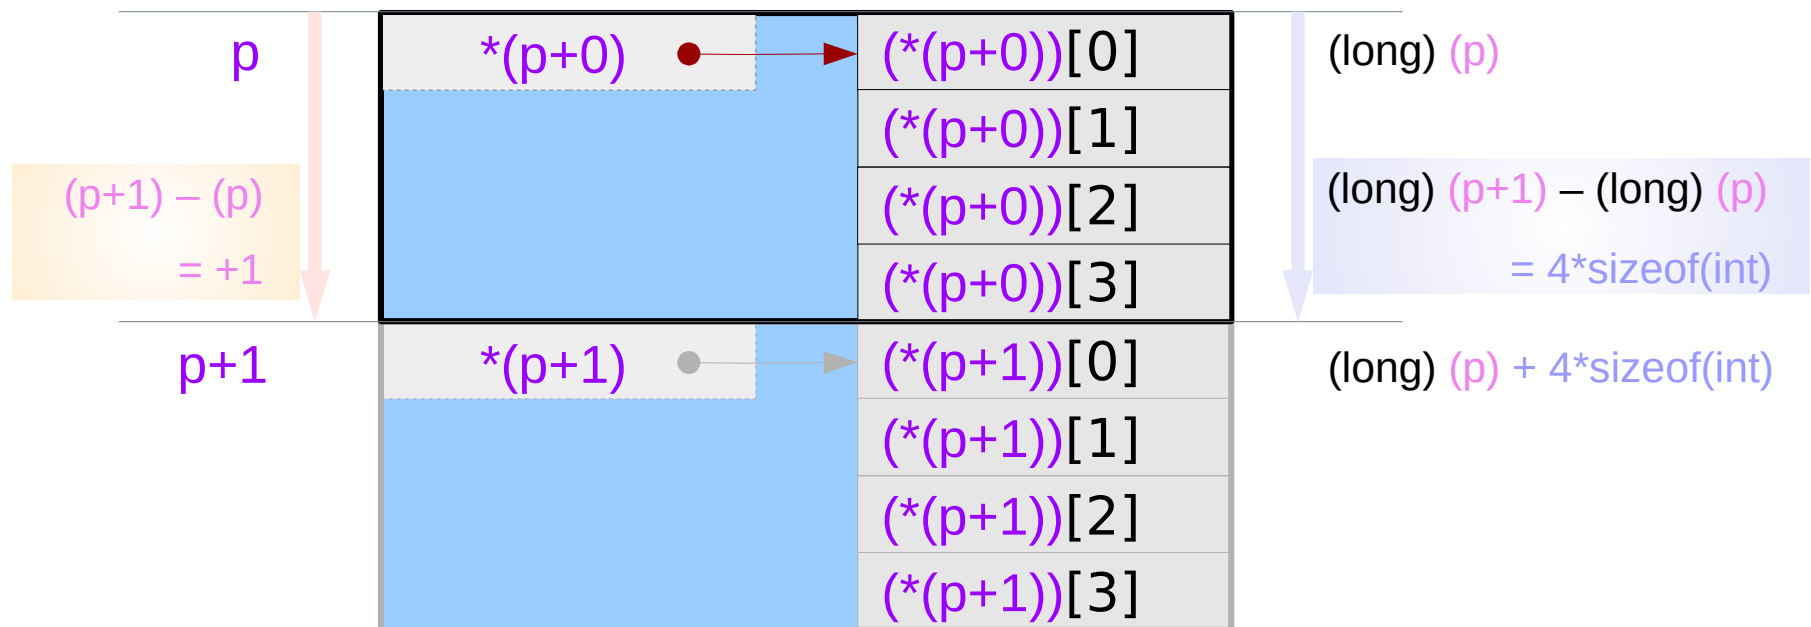 p
*(p+0)
(*(p+0))[0]
(long) (p)
(*(p+0))[1]
(p+1) – (p)
= +1
(*(p+0))[2]
(long) (p+1) – (long) (p)
= 4*sizeof(int)
(*(p+0))[3]
p+1
*(p+1)
(*(p+1))[0]
(long) (p) + 4*sizeof(int)
(*(p+1))[1]
(*(p+1))[2]
(*(p+1))[3]